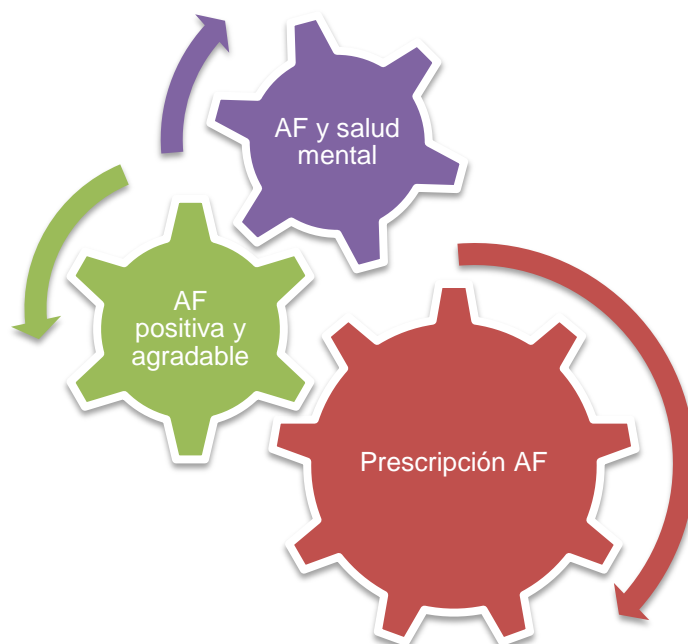 AF y salud
mental
AF
positiva y
agradable
Prescripción AF